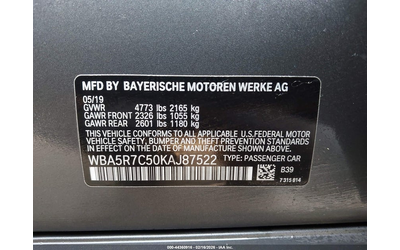 MFD BY BAYERISCHE MOTOREN WERKE AG
05/19
GVWR 4773 lbs 2165 kg
GAWR FRONT 2326 lbs 1055 kg
GAWR REAR 2601 lbs 1180 kg
THIS VEHICLE CONFORMS TO ALL APPLICABLE
U.S.FEDERAL MOTOR
VEHICLE SAFETY, BUMPER AND THEFT
PREVENTION STANDARDS IN EFFECT ON THE DATE OF
MANUFACTURE SHOWN ABOVE.
WBA5R7C50KAJ87522 TYPE: PASSENGER CAR
B39
7 315 814